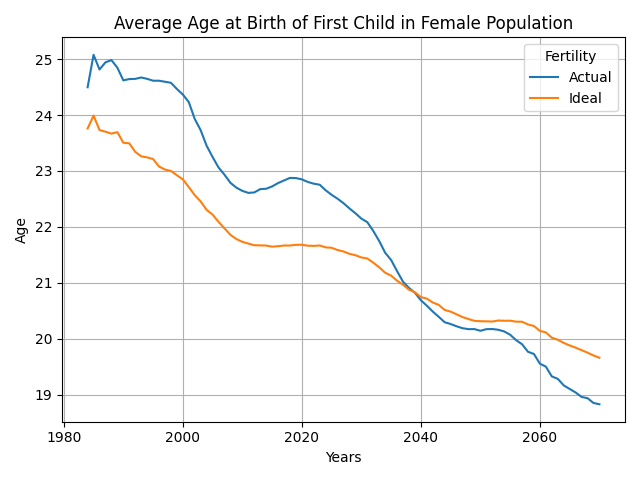 Average Age at Birth of First Child in Female Population
Fertility
Actual
Ideal
Age
25
24
23
22
21
20
19
1980
2000
2020
2040
2060
Years